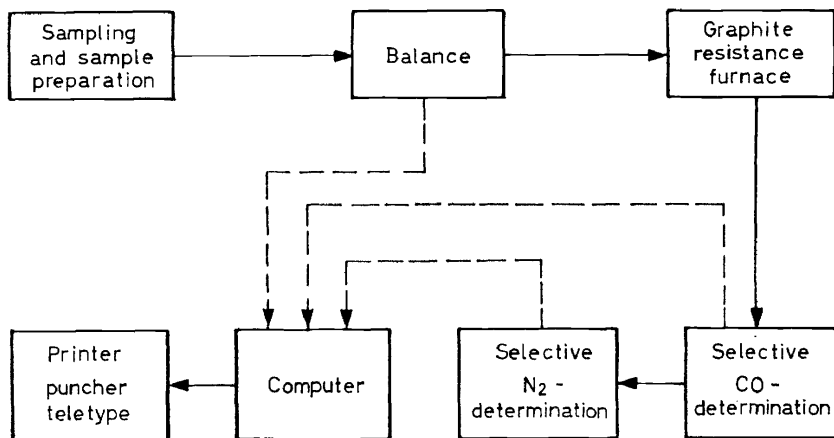 Sampling
and sample
preparation
Balance
Graphite
resistance
furnace
Printer
puncher
teletype
Computer
Selective
N2 -
determination
Selective
CO -
determination